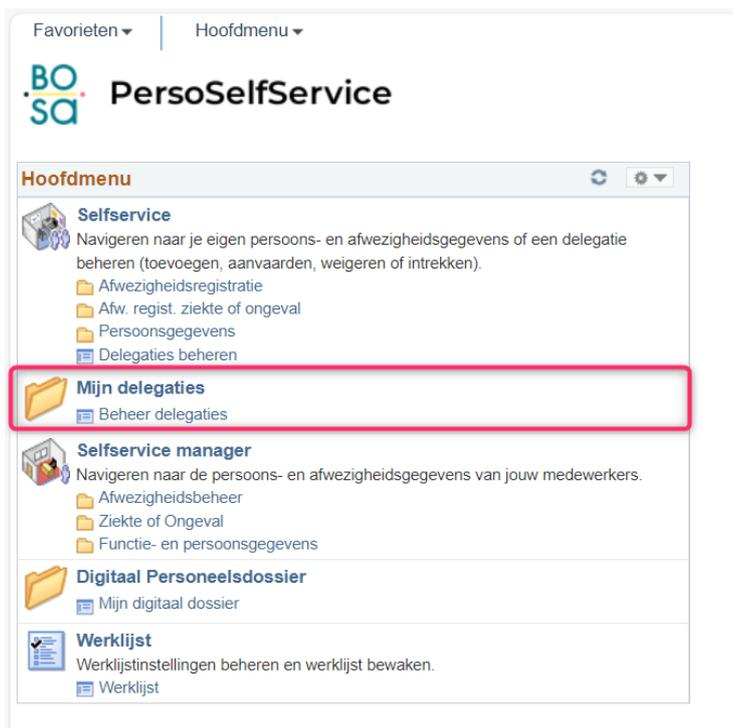 Favorieten Hoofdmenu
BO
SA PersoSelfService
Hoofdmenu
Selfservice
Navigeren naar je eigen persoons- en afwezigheidsgegevens of een delegatie
beheren (toevoegen, aanvaarden, weigeren of intrekken).
Afwezigheidsregistratie
Afw. regist. ziekte of ongeval
Persoonsgegevens
Delegaties beheren
Mijn delegaties
Beheer delegaties
Selfservice manager
Navigeren naar de persoons- en afwezigheidsgegevens van jouw medewerkers.
Afwezigheidsbeheer
Ziekte of Ongeval
Functie- en persoonsgegevens
Digitaal Personeelsdossier
Mijn digitaal dossier
Werklijst
Werklijstinstellingen beheren en werklijst bewaken.
Werklijst